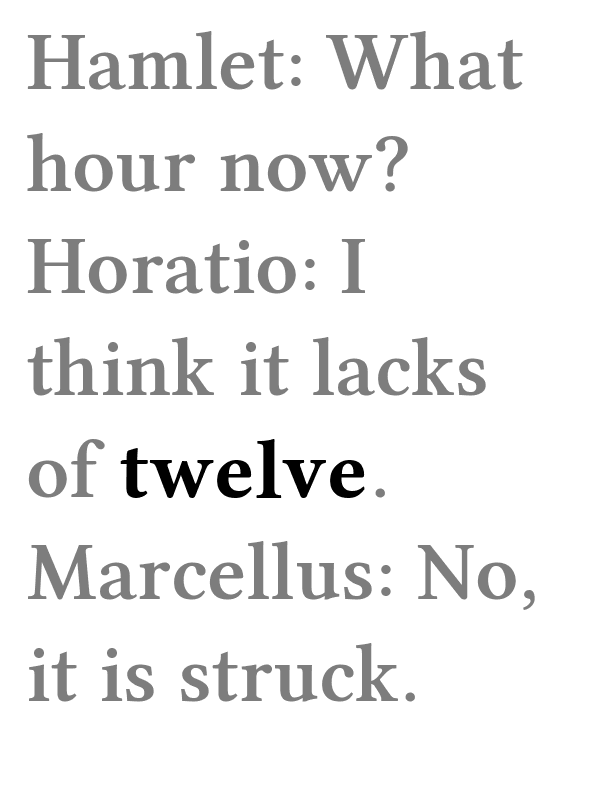 Hamlet: What
hour now?
Horatio: I
think it lacks
of twelve.
Marcellus: No,
it is struck.